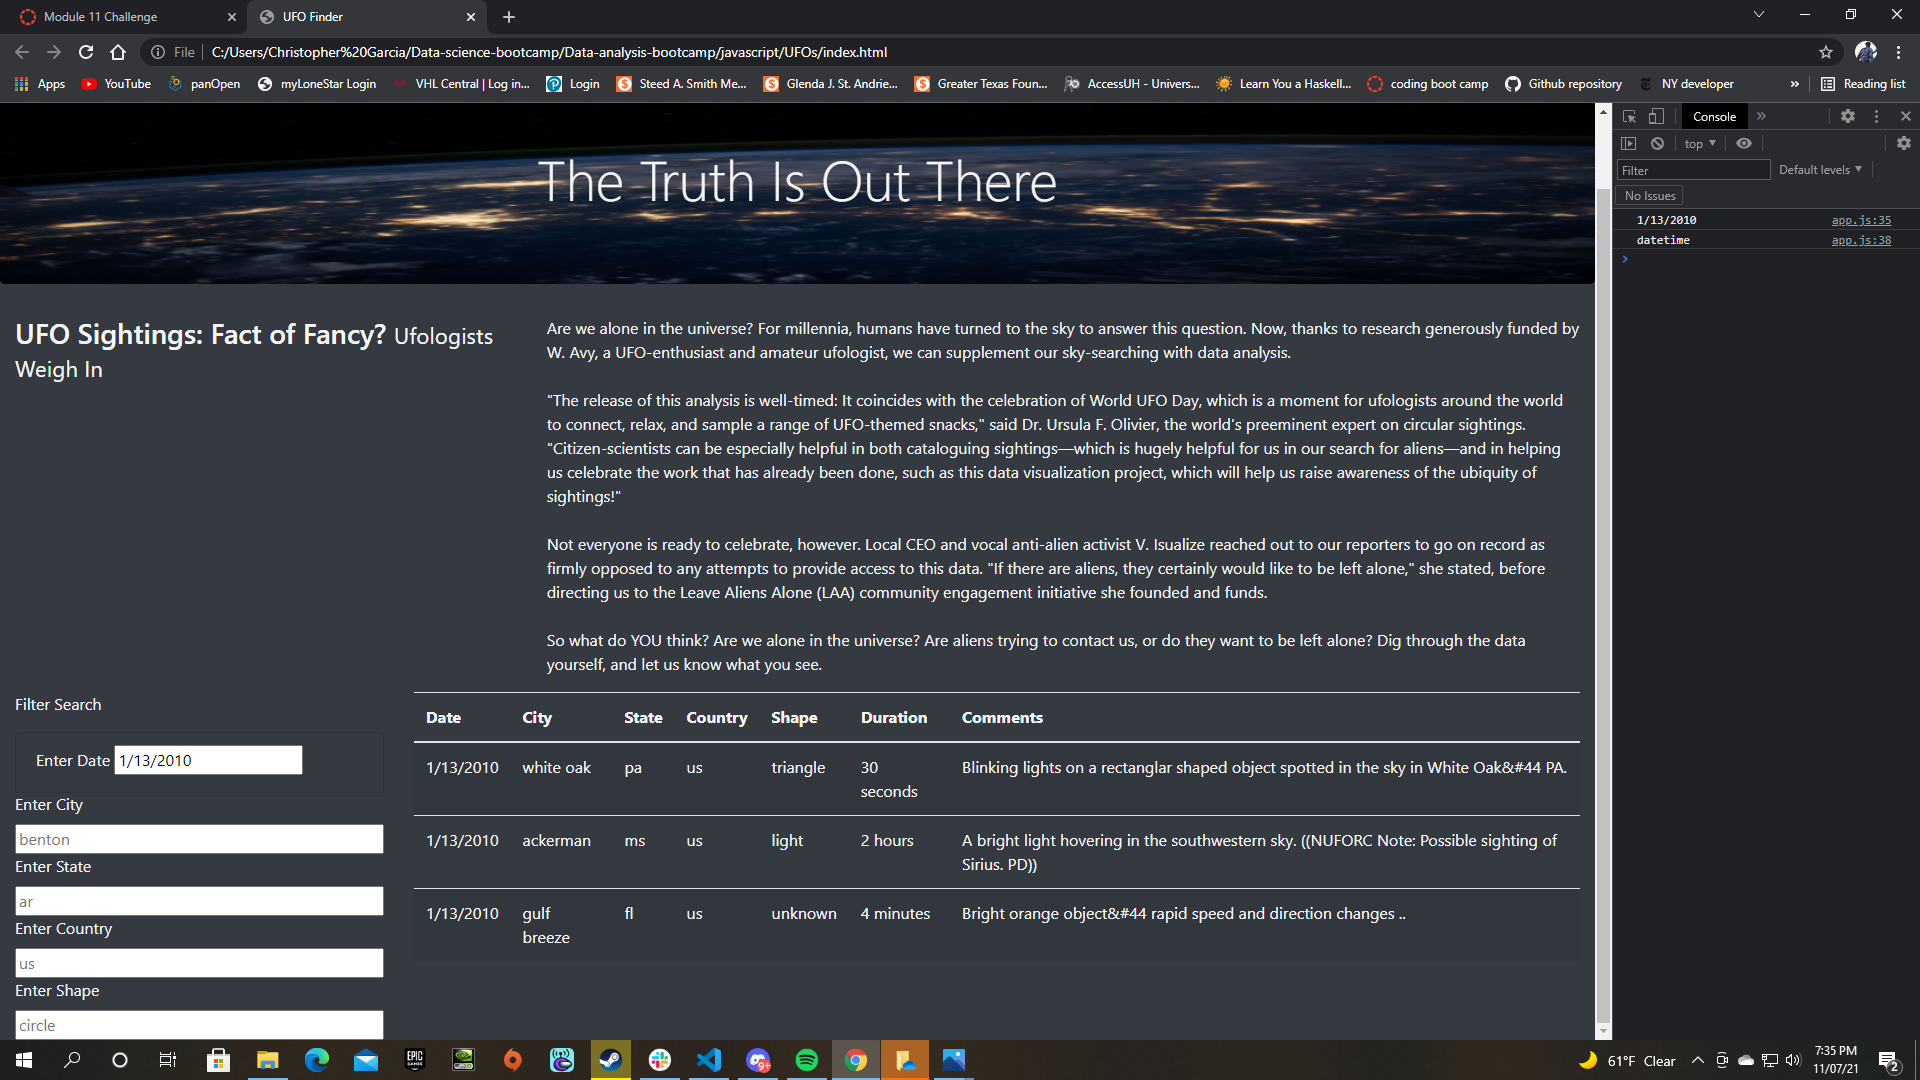 Module 11 Challenge
UFO Finder
File
C:/Users/Christopher%20Garcia/Data-science-bootcamp/Data-analysis-bootcamp/javascript/UFOs/index.html
Apps YouTube panOpen myLoneStar Login VHL Central | Log in... Login Steed A. Smith Me... Glenda J. St. Andrie... Greater Texas Foun... AccessUH - Univers... Learn You a Haskell... coding boot camp Github repository NY developer » Reading list
The Truth Is Out There
UFO Sightings: Fact of Fancy? Ufologists
Weigh In
Are we alone in the universe? For millennia, humans have turned to the sky to answer this question. Now, thanks to research generously funded by
W. Avy, a UFO-enthusiast and amateur ufologist, we can supplement our sky-searching with data analysis.
"The release of this analysis is well-timed: It coincides with the celebration of World UFO Day, which is a moment for ufologists around the world
to connect, relax, and sample a range of UFO-themed snacks," said Dr. Ursula F. Olivier, the world's preeminent expert on circular sightings.
"Citizen-scientists can be especially helpful in both cataloguing sightings—which is hugely helpful for us in our search for aliens—and in helping
us celebrate the work that has already been done, such as this data visualization project, which will help us raise awareness of the ubiquity of
sightings!"
Not everyone is ready to celebrate, however. Local CEO and vocal anti-alien activist V. Isualize reached out to our reporters to go on record as
firmly opposed to any attempts to provide access to this data. "If there are aliens, they certainly would like to be left alone," she stated, before
directing us to the Leave Aliens Alone (LAA) community engagement initiative she founded and funds.
So what do YOU think? Are we alone in the universe? Are aliens trying to contact us, or do they want to be left alone? Dig through the data
yourself, and let us know what you see.
Filter Search
Enter Date 1/13/2010
Enter City
benton
Enter State
ar
Enter Country
us
Enter Shape
circle
Date City State Country Shape Duration Comments
1/13/2010 white oak pa us triangle 30 seconds Blinking lights on a rectanglar shaped object spotted in the sky in White Oak&#44 PA.
1/13/2010 ackerman ms us light 2 hours A bright light hovering in the southwestern sky. ((NUFORC Note: Possible sighting of
Sirius. PD))
1/13/2010 gulf breeze fl us unknown 4 minutes Bright orange object&#44 rapid speed and direction changes ..
Console »
top
Filter
Default levels
No Issues
1/13/2010 app.js:35
datetime app.js:38
EPIC GAMES
9+
61°F Clear
7:35 PM
11/07/21
2